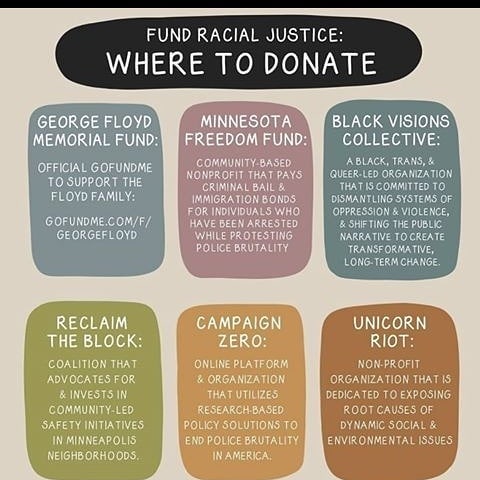 FUND RACIAL JUSTICE:
WHERE TO DONATE
GEORGE FLOYD
MEMORIAL FUND:
OFFICIAL GOFUNDME
TO SUPPORT THE
FLOYD FAMILY:
GOFUNDME.COM/F/
GEORGEFLOYD
MINNESOTA
FREEDOM FUND:
COMMUNITY-BASED
NONPROFIT THAT PAYS
CRIMINAL BAIL &
IMMIGRATION BONDS
FOR INDIVIDUALS WHO
HAVE BEEN ARRESTED
WHILE PROTESTING
POLICE BRUTALITY
BLACK VISIONS
COLLECTIVE:
A BLACK, TRANS, &
QUEER-LED ORGANIZATION
THAT IS COMMITTED TO
DISMANTLING SYSTEMS OF
OPPRESSION & VIOLENCE,
& SHIFTING THE PUBLIC
NARRATIVE TO CREATE
TRANSFORMATIVE,
LONG-TERM CHANGE.
RECLAIM
THE BLOCK:
COALITION THAT
ADVOCATES FOR
& INVESTS IN
COMMUNITY-LED
SAFETY INITIATIVES
IN MINNEAPOLIS
NEIGHBORHOODS.
CAMPAIGN
ZERO:
ONLINE PLATFORM
& ORGANIZATION
THAT UTILIZES
RESEARCH-BASED
POLICY SOLUTIONS TO
END POLICE BRUTALITY
IN AMERICA.
UNICORN
RIOT:
NON-PROFIT
ORGANIZATION THAT IS
DEDICATED TO EXPOSING
ROOT CAUSES OF
DYNAMIC SOCIAL &
ENVIRONMENTAL ISSUES